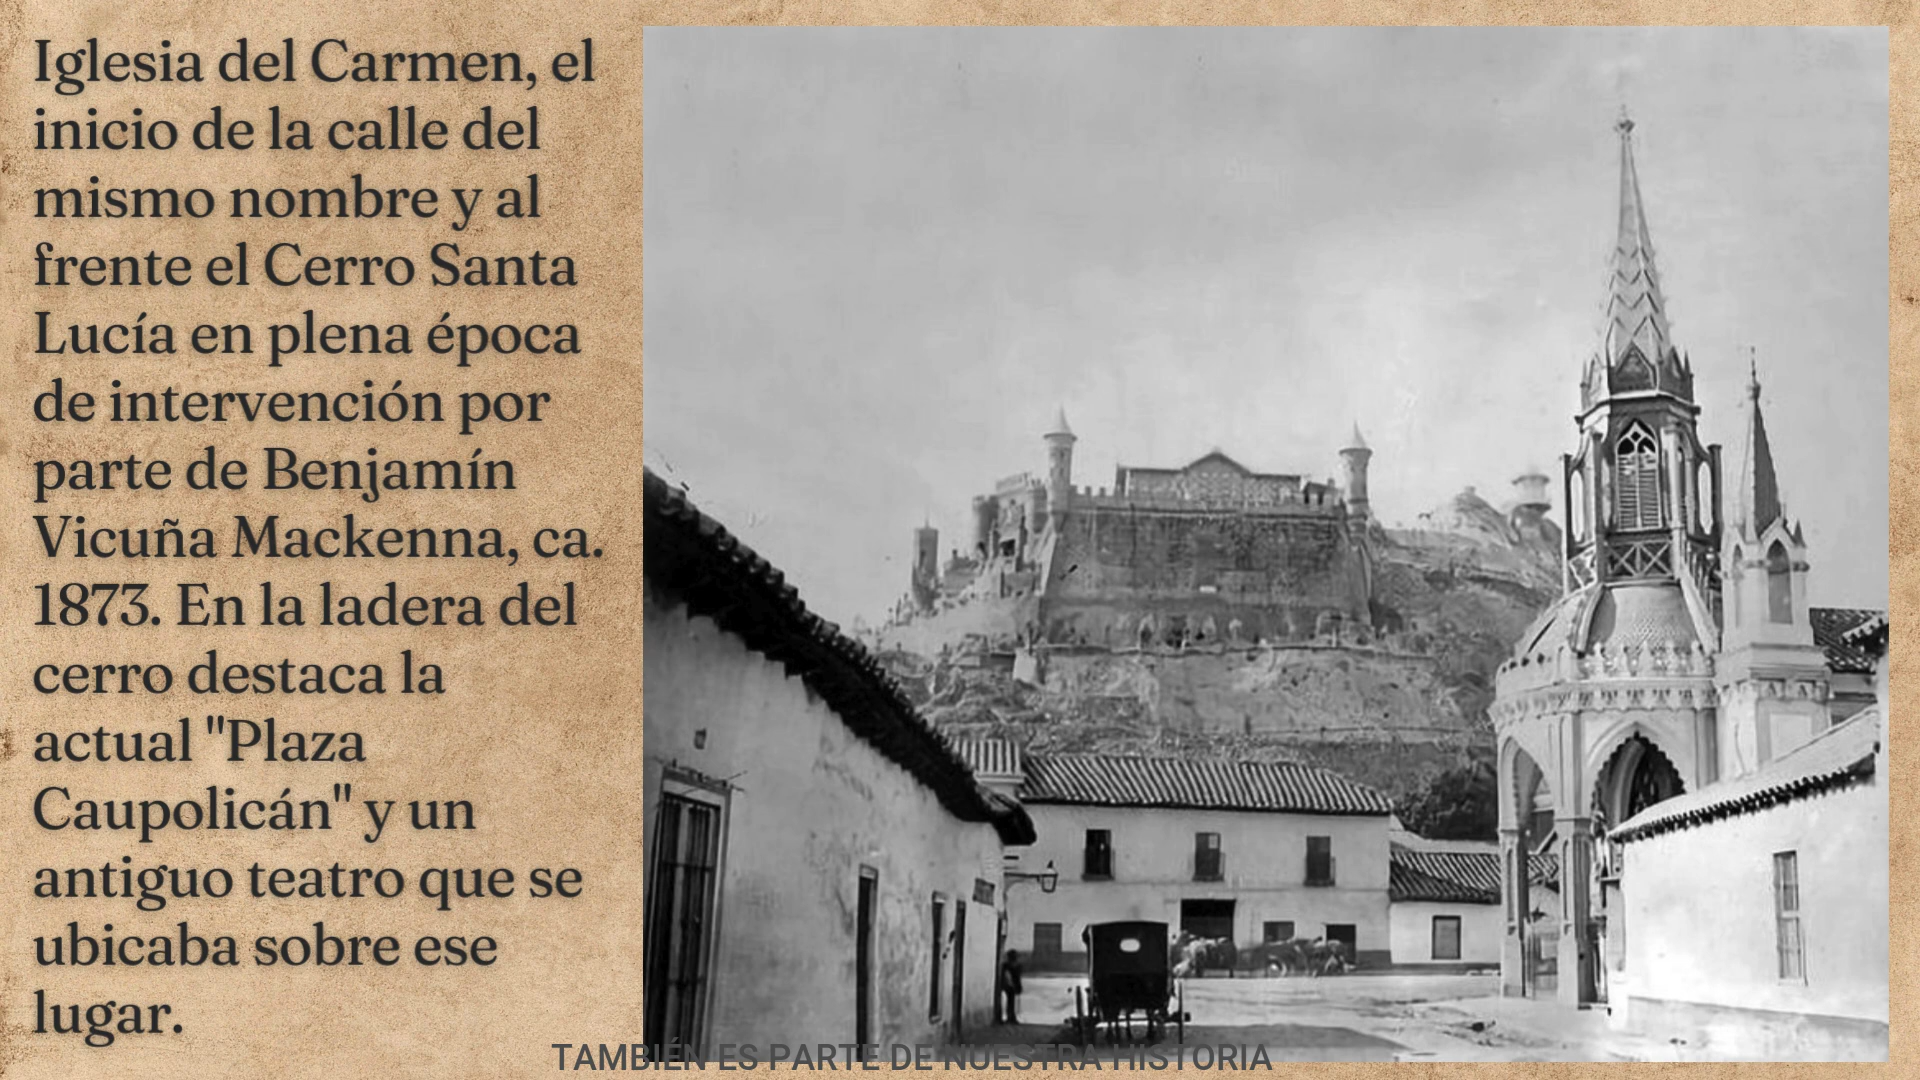 Iglesia del Carmen, el
inicio de la calle del
mismo nombre y al
frente el Cerro Santa
Lucía en plena época
de intervención por
parte de Benjamín
Vicuña Mackenna, ca.
1873. En la ladera del
cerro destaca la
actual "Plaza
Caupolicán" y un
antiguo teatro que se
ubicaba sobre ese
lugar.
TAMBIÉN ES PARTE DE NUESTRA HISTORIA